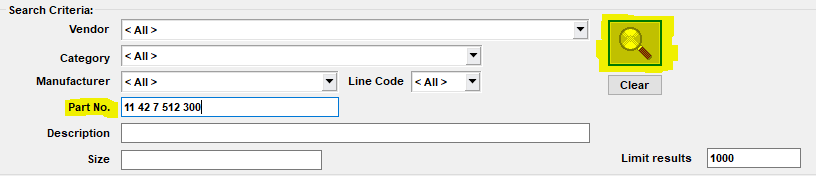 Search Criteria:
Vendor < All >
Category < All >
Manufacturer < All > Line Code < All > Clear
Part No. 11 42 7 512 300
Description
Size Limit results 1000